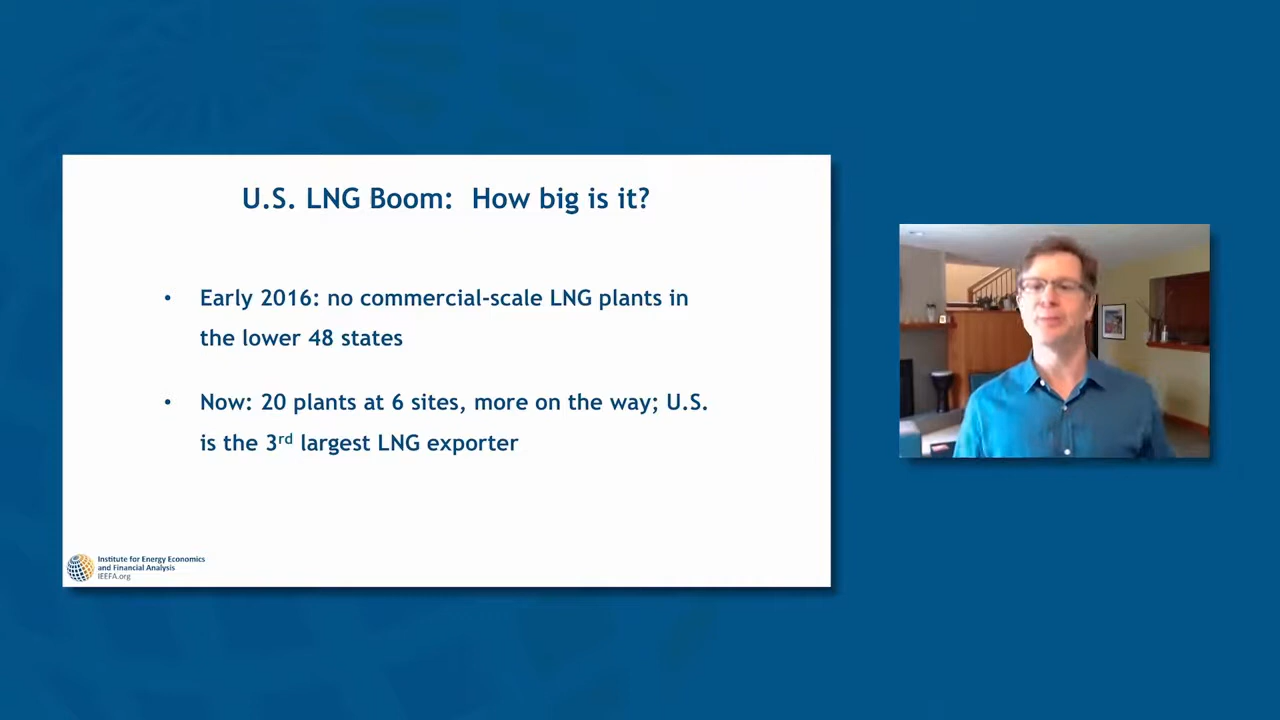 U.S. LNG Boom:  How big is it?
• Early 2016: no commercial-scale LNG plants in
the lower 48 states
• Now: 20 plants at 6 sites, more on the way; U.S.
is the 3rd largest LNG exporter
Institute for Energy Economics
and Financial Analysis
IEEFA.org